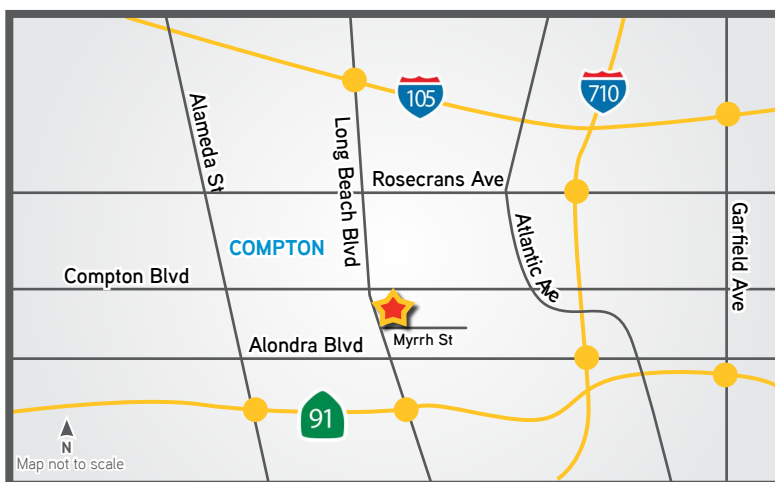 105
710
Alameda St
Long Beach Blvd
Rosecrans Ave
Atlantic Ave
Garfield Ave
COMPTON
Compton Blvd
Myrrh St
Alondra Blvd
91
N
Map not to scale